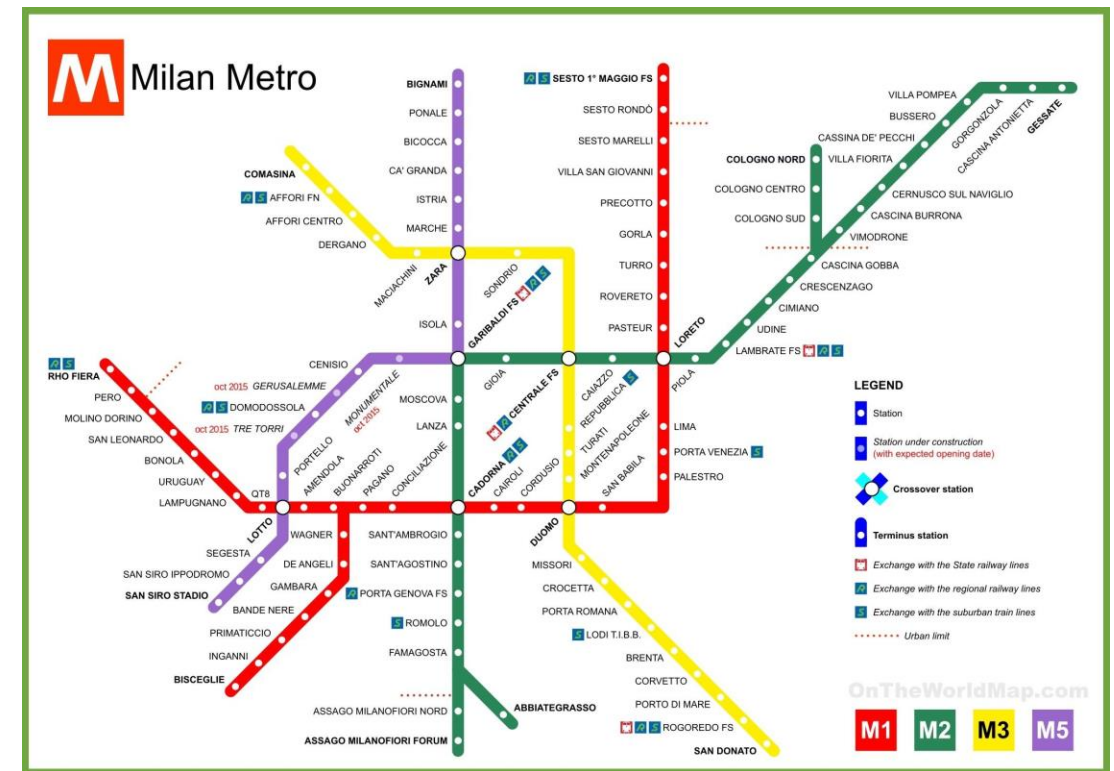 M Milan Metro
BIGNAMI
PONALE
BICOCCA
CA' GRANDA
ISTRIA
MARCHE
ZARA
ISOLA
GARIBALDI FS
R S
COMASINA
R S AFFORI FN
AFFORI CENTRO
DERGANO
MACIACHINI
SONDRIO
R S SESTO 1° MAGGIO FS
SESTO RONDÒ
SESTO MARELLI
VILLA SAN GIOVANNI
PRECOTTO
GORLA
TURRO
ROVERETO
PASTEUR
LORETO
LIMA
PORTA VENEZIA S
PALESTRO
VILLA POMPEA
BUSSERO
CASSINA DE' PECCHI
VILLA FIORITA
GORGONZOLA
CASCINA ANTONIETTA
GESSATE
COLOGNO NORD
COLOGNO CENTRO
COLOGNO SUD
CERNUSCO SUL NAVIGLIO
CASCINA BURRONA
VIMODRONE
CASCINA GOBBA
CRESCENZAGO
CIMIANO
UDINE
LAMBRATE FS R S
PIOLA
CAIAZZO
R CENTRALE FS
GIOIA
REPUBBLICA S
TURATI
MONTENAPOLEONE
SAN BABILA
R S
RHO FIERA
PERO
MOLINO DORINO
SAN LEONARDO
BONOLA
URUGUAY
LAMPUGNANO
QT8
LOTTO
CENISIO
oct 2015 GERUSALEMME
R S DOMODOSSOLA
oct 2015 TRE TORRI
MONUMENTALE
oct 2015
PORTELLO
AMENDOLA
BUONARROTI
PAGANO
CONCILIAZIONE
MOSCOVA
LANZA
CADORNA R S
CAIROLI
CORDUSIO
DUOMO
SEGESTA
SAN SIRO IPPODROMO
SAN SIRO STADIO
WAGNER
DE ANGELI
GAMBARA
BANDE NERE
PRIMATICCIO
INGANNI
BISCEGLIE
SANT'AMBROGIO
SANT'AGOSTINO
R PORTA GENOVA FS
S ROMOLO
FAMAGOSTA
ASSAGO MILANOFIORI NORD
ASSAGO MILANOFIORI FORUM
ABBIATEGRASSO
MISSORI
CROCETTA
PORTA ROMANA
S LODI T.I.B.B.
BRENTA
CORVETTO
PORTO DI MARE
R S ROGOREDO FS
SAN DONATO
LEGEND
Station
Station under construction
(with expected opening date)
Crossover station
Terminus station
Exchange with the State railway lines
R Exchange with the regional railway lines
S Exchange with the suburban train lines
Urban limit
OnTheWorldMap.com
M1 M2 M3 M5